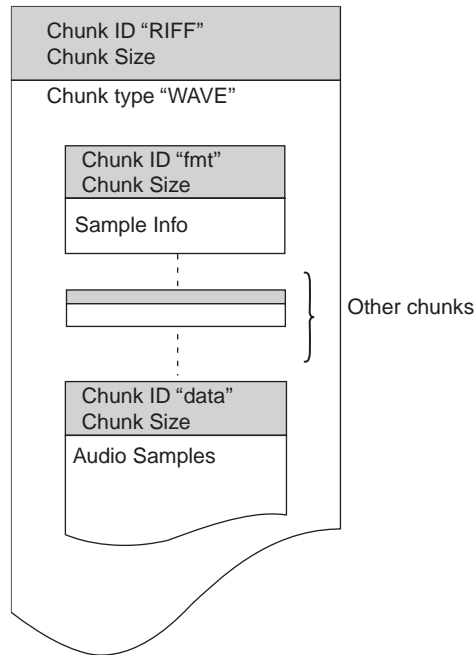 Chunk ID “RIFF”
Chunk Size
Chunk type “WAVE”
Chunk ID “fmt”
Chunk Size
Sample Info
Other chunks
Chunk ID “data”
Chunk Size
Audio Samples